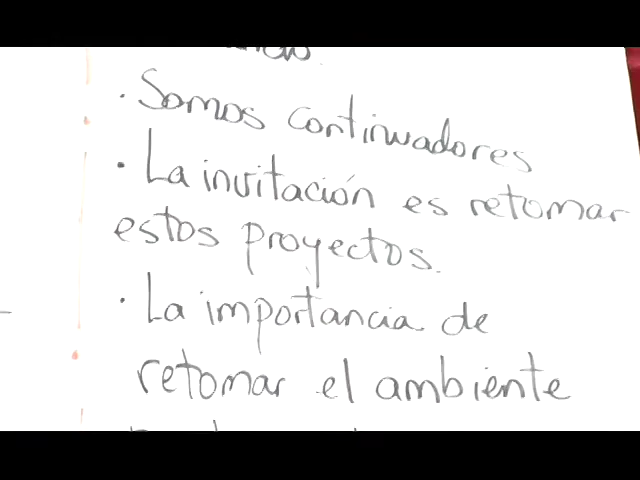 · Somos continuadores
· La invitación es retomar
estos proyectos.
· La importancia de
retomar el ambiente